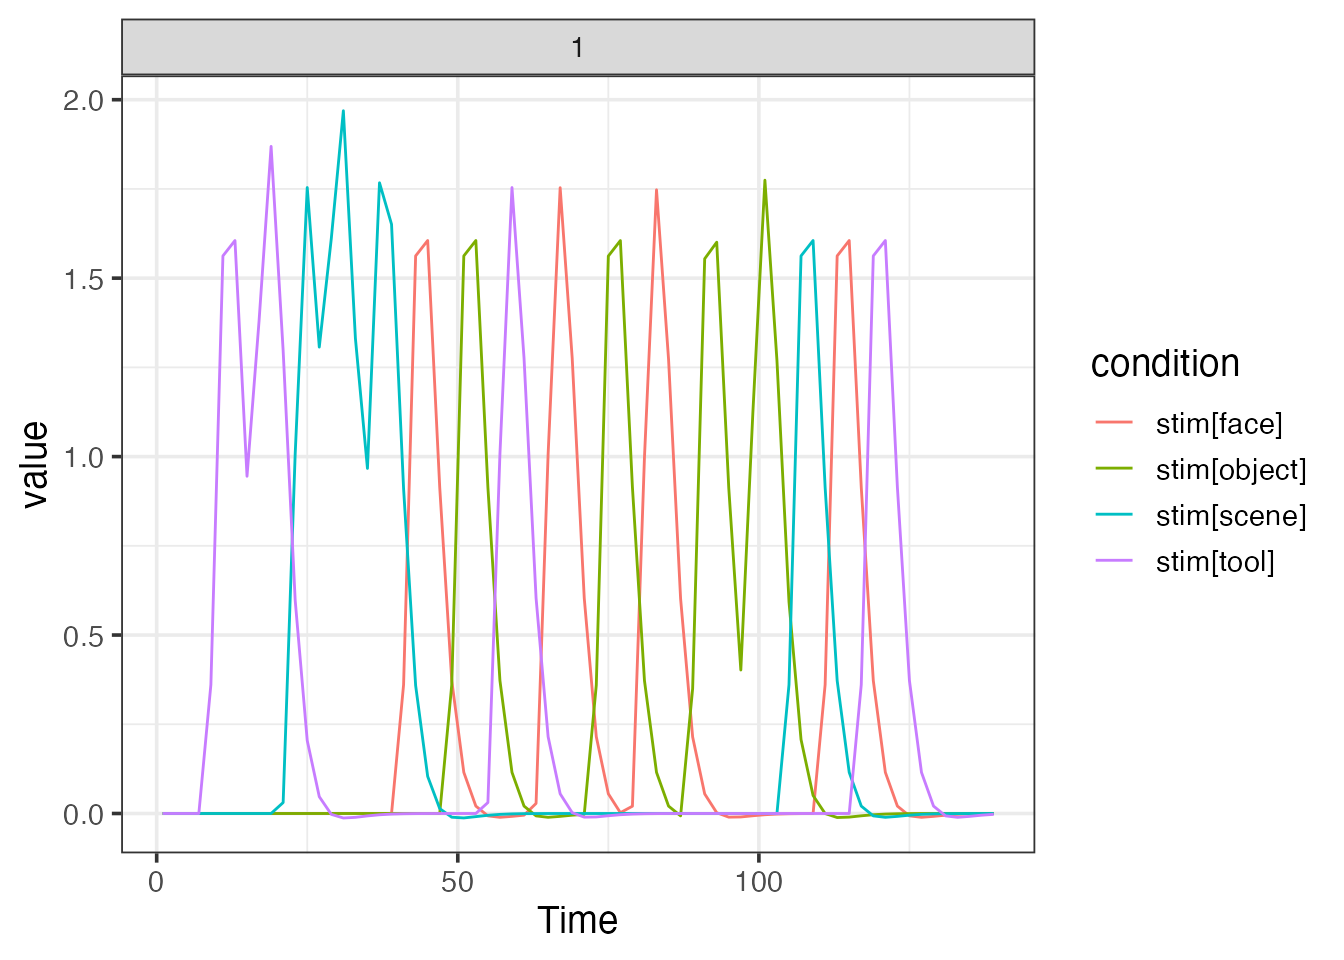 1
2.0
1.5
1.0
0.5
0.0
value
0
50
100
Time
condition
stim[face]
stim[object]
stim[scene]
stim[tool]